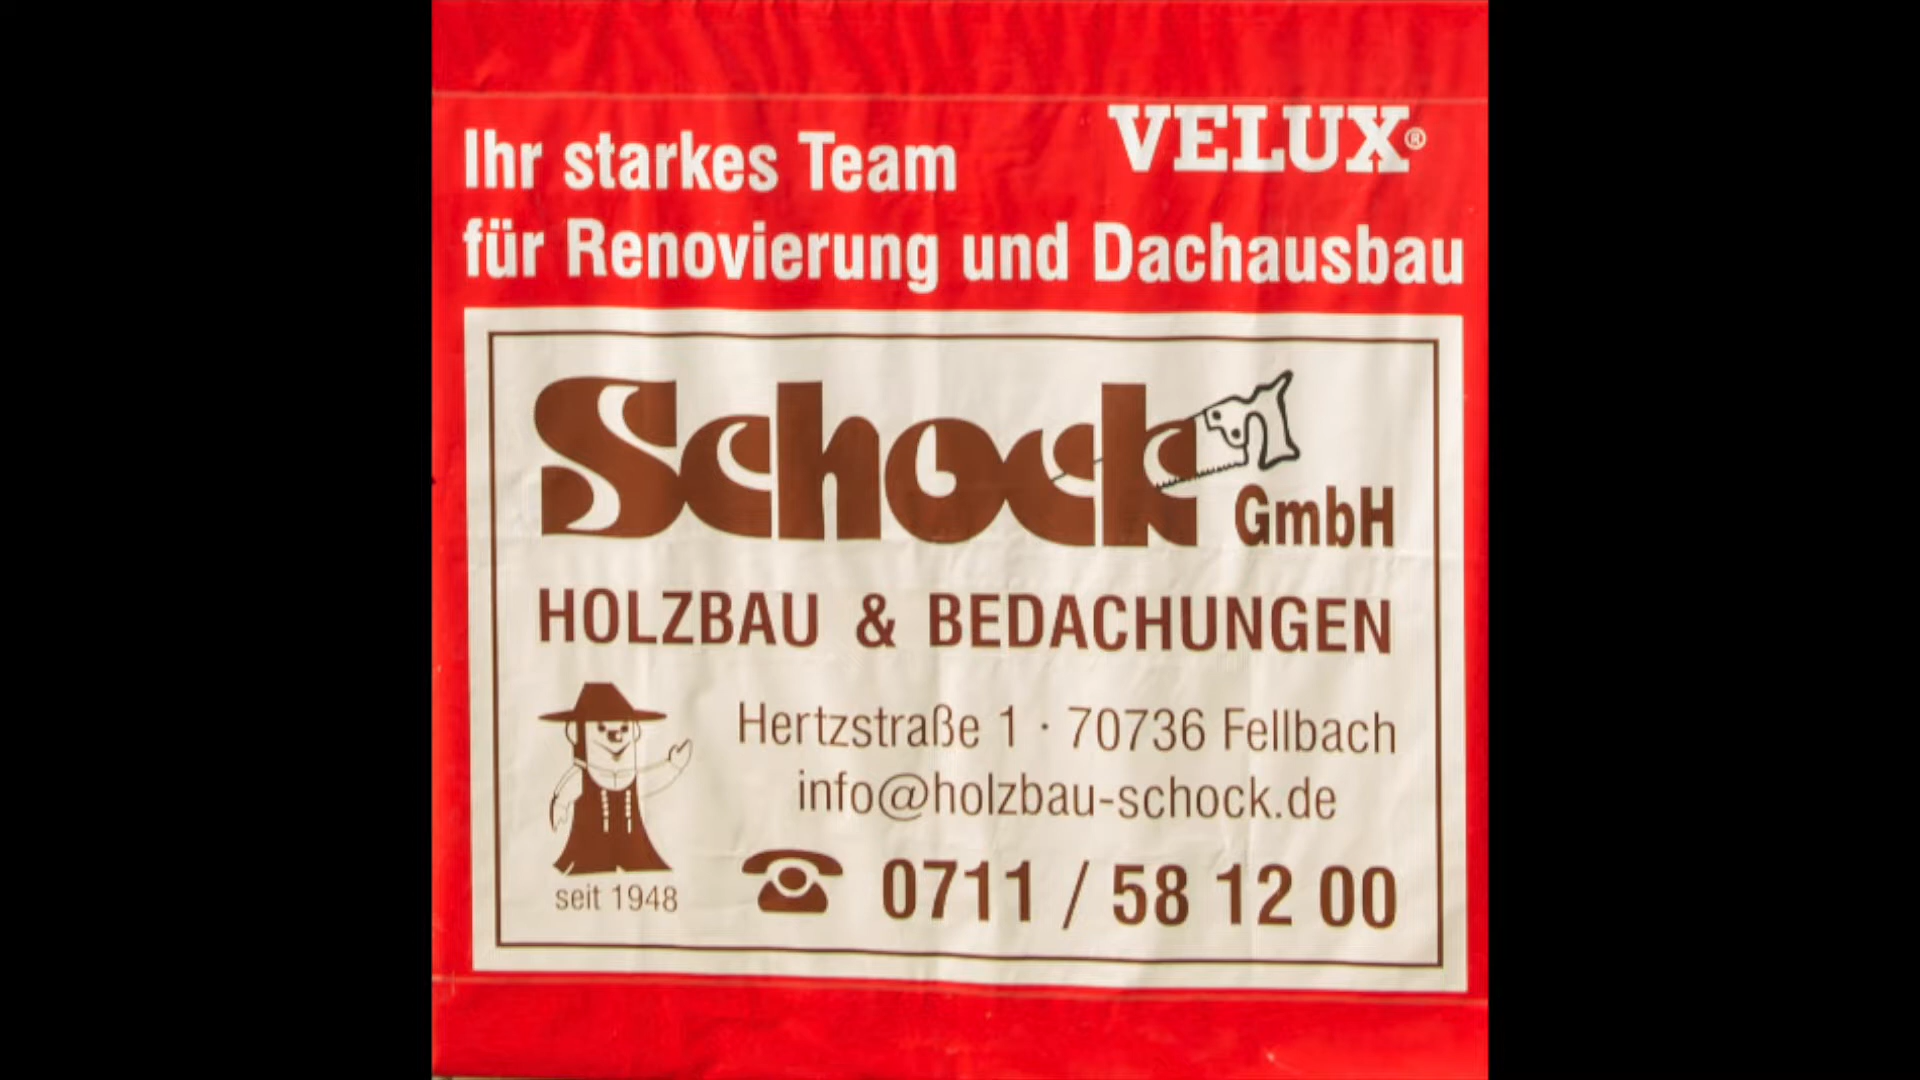 VELUX®
Ihr starkes Team
für Renovierung und Dachausbau
Schock
GmbH
HOLZBAU & BEDACHUNGEN
Hertzstraße 1 · 70736 Fellbach
info@holzbau-schock.de
seit 1948
0711 / 58 12 00